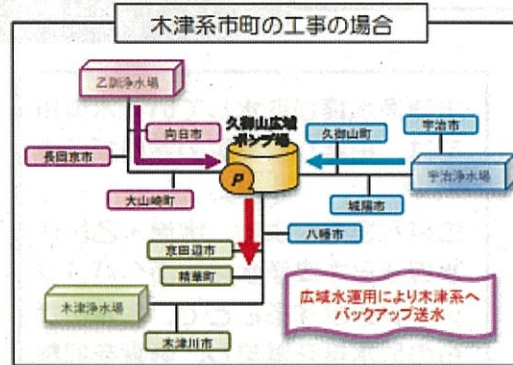 木津系市町の工事の場合
乙訓浄水場
向日市
長岡京市
大山崎町
久御山広域
ポンプ場
P
久御山町
宇治市
宇治浄水場
城陽市
八幡市
京田辺市
精華町
木津浄水場
木津川市
広域水運用により木津系へ
バックアップ送水